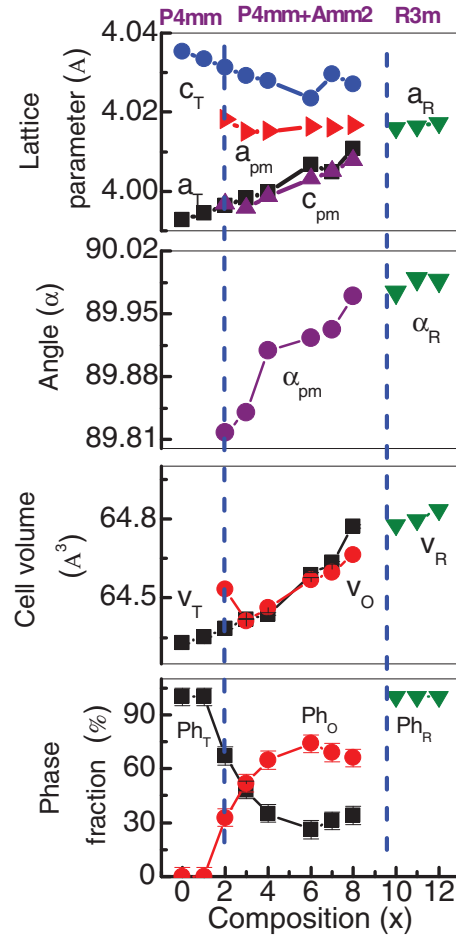 P4mm P4mm+Amm2 R3m
Lattice
parameter (A)
4.04
4.02
4.00
c_T
a_R
a_pm
a_T
c_pm
Angle (α)
90.02
89.95
89.88
89.81
α_R
α_pm
Cell volume
(A^3)
64.8
64.5
v_T
v_O
v_R
Phase
fraction (%)
90
60
30
0
Ph_T
Ph_O
Ph_R
0 2 4 6 8 10 12
Composition (x)